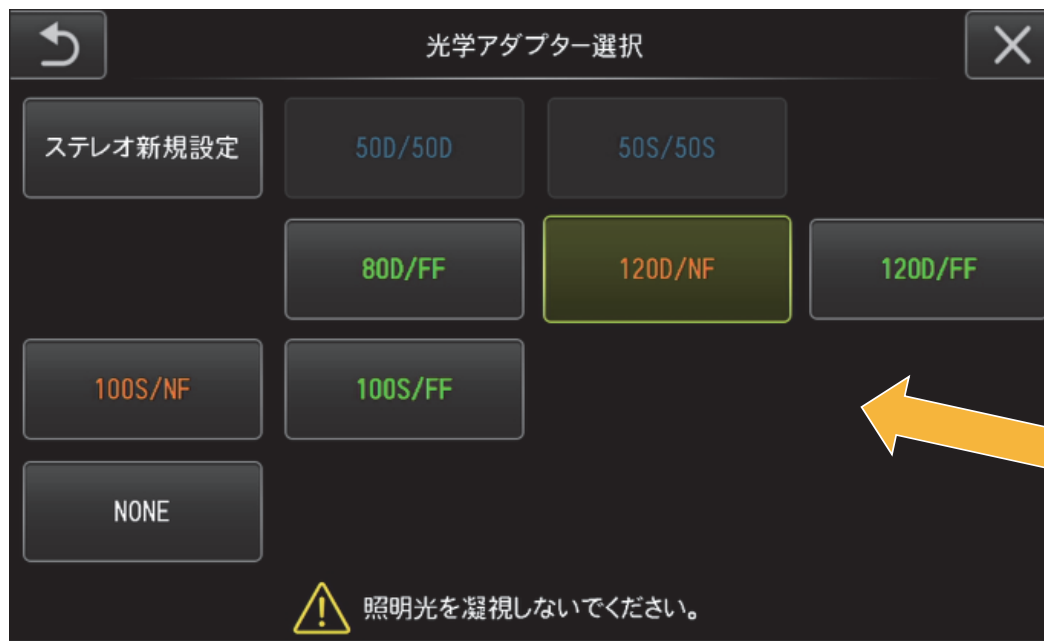 光学アダプター選択
ステレオ新規設定 50D/50D 50S/50S
80D/FF 120D/NF 120D/FF
100S/NF 100S/FF
NONE
照明光を凝視しないでください。